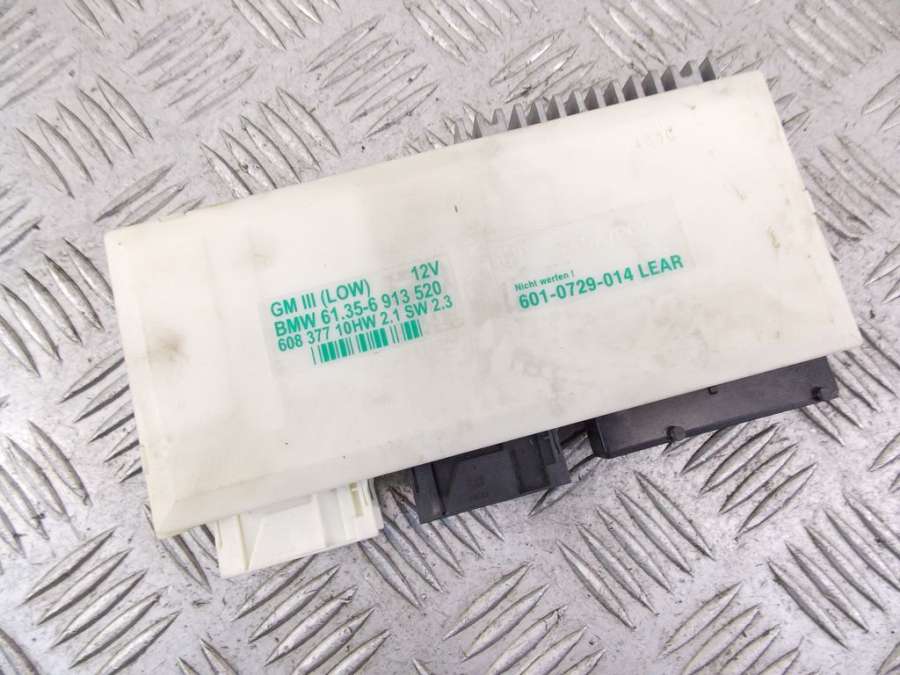 GM III (LOW) 12V
BMW 61.35-6 913 520
608 377 10HW 2.1 SW 2.3
Nicht werten !
601-0729-014 LEAR